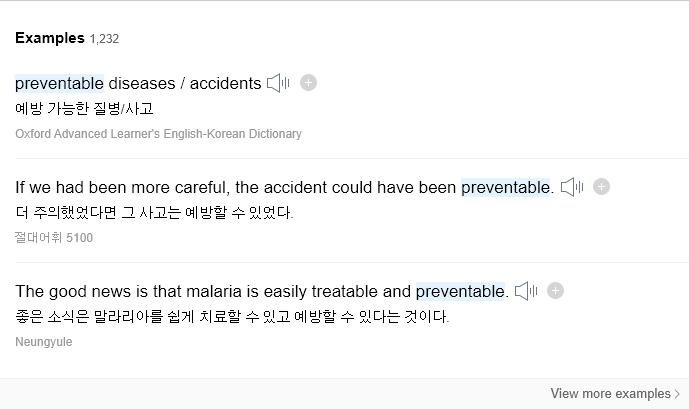 Examples 1,232
preventable diseases / accidents
예방 가능한 질병/사고
Oxford Advanced Learner's English-Korean Dictionary
If we had been more careful, the accident could have been preventable.
더 주의했었다면 그 사고는 예방할 수 있었다.
절대어휘 5100
The good news is that malaria is easily treatable and preventable.
좋은 소식은 말라리아를 쉽게 치료할 수 있고 예방할 수 있다는 것이다.
Neungyule
View more examples